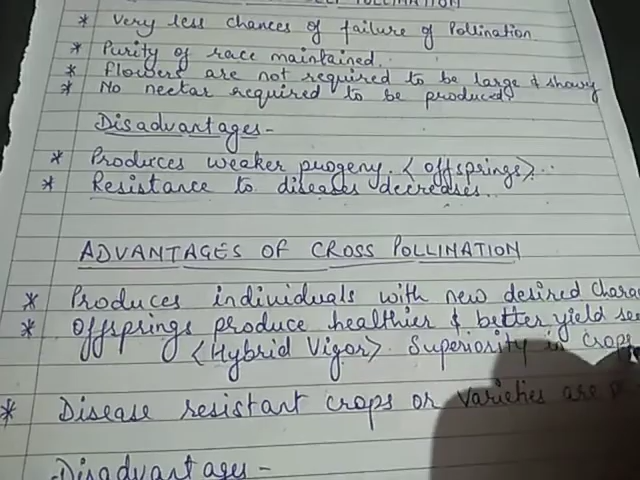 POLLINATION
* Very less chances of failure of Pollination
* Purity of race maintained.
* Flowers are not required to be large & showy
* No nectar required to be produced.
Disadvantages-
* Produces weaker progeny. <Offsprings>.
* Resistance to diseases decreases.
ADVANTAGES OF CROSS POLLINATION
* Produces individuals with new desired
* Offsprings produce healthier & better yield
<Hybrid Vigor>. Superiority in crops
* Disease resistant crops or varieties are
Disadvantages-